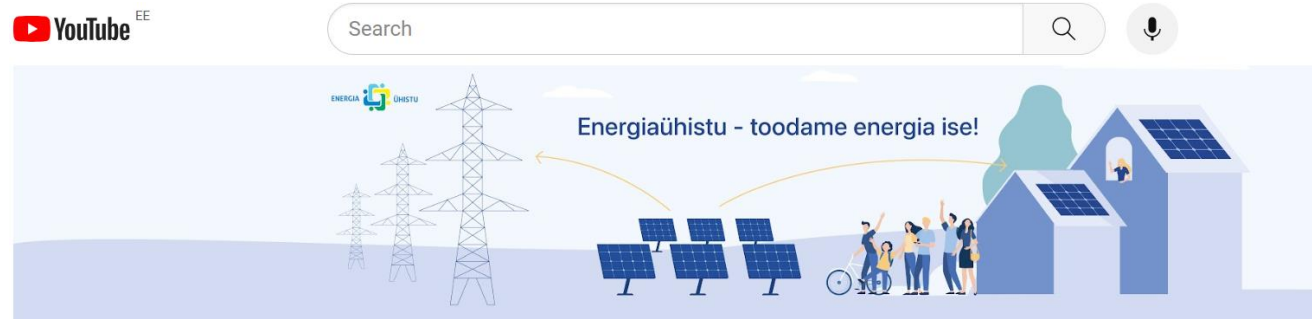 YouTube EE
Search
ENERGIA ÜHISTU
Energiaühistu - toodame energia ise!